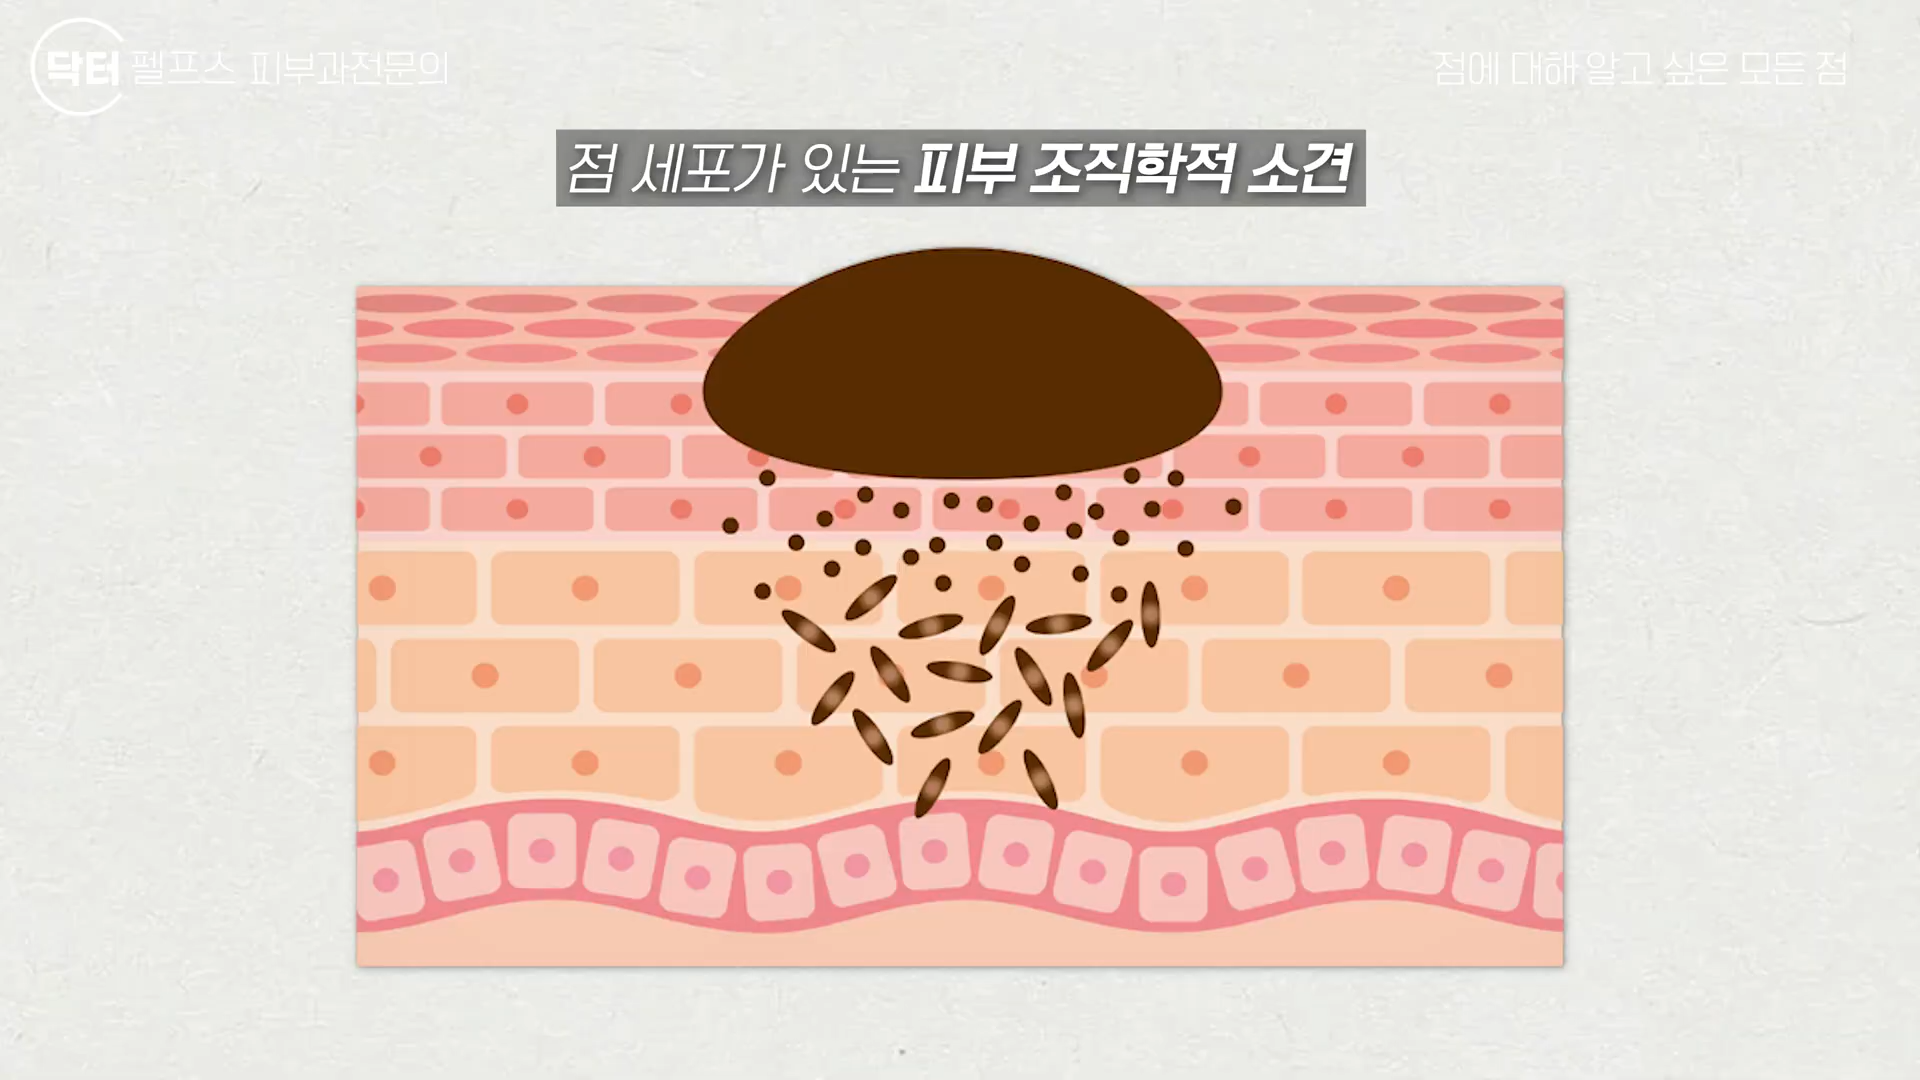 닥터 펠프스 피부과전문의
점에 대해 알고 싶은 모든 점
점 세포가 있는 피부 조직학적 소견